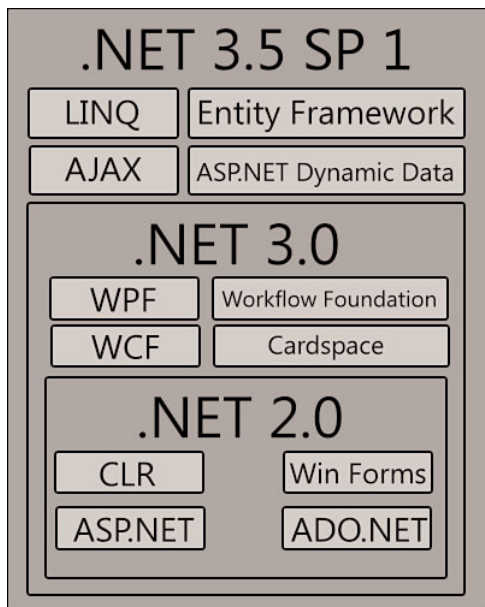 .NET 3.5 SP 1
LINQ Entity Framework
AJAX ASP.NET Dynamic Data
.NET 3.0
WPF Workflow Foundation
WCF Cardspace
.NET 2.0
CLR Win Forms
ASP.NET ADO.NET